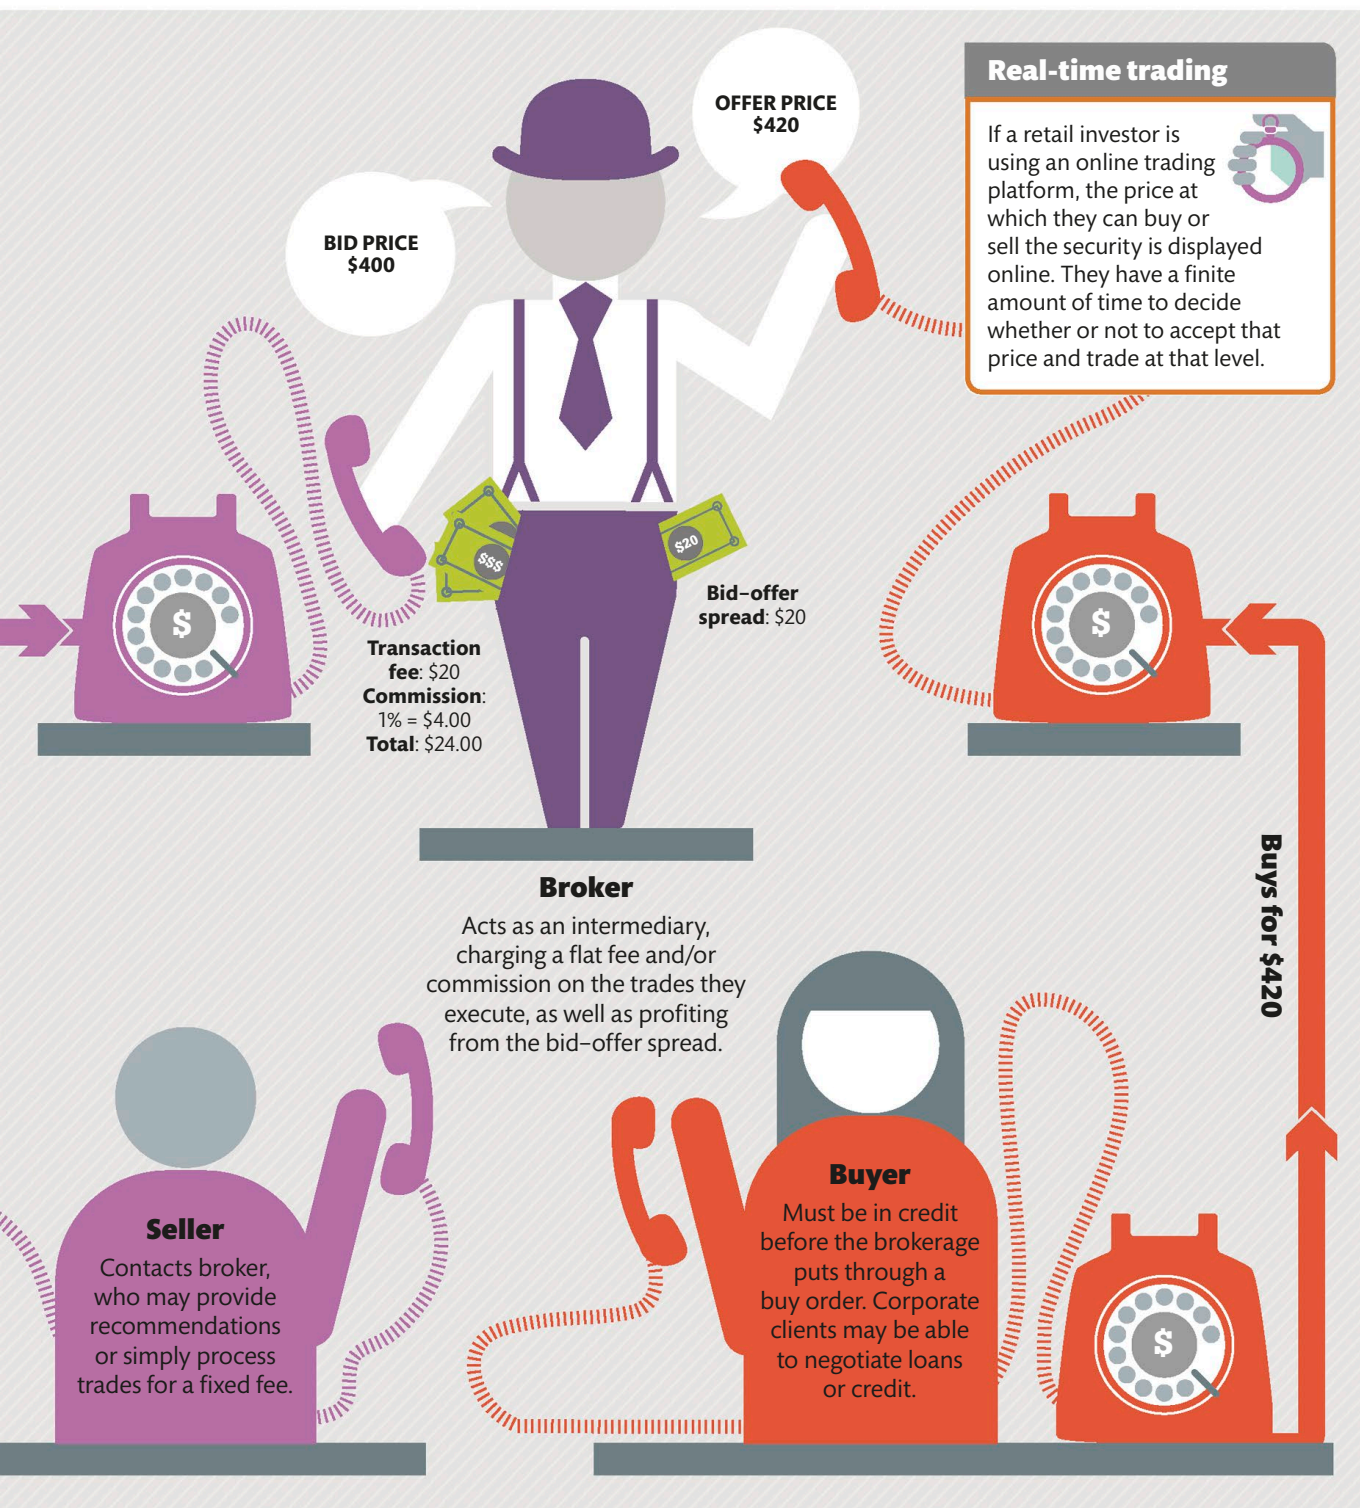 OFFER PRICE
$420
BID PRICE
$400
Real-time trading
If a retail investor is
using an online trading
platform, the price at
which they can buy or
sell the security is displayed
online. They have a finite
amount of time to decide
whether or not to accept that
price and trade at that level.
$
$$$
$20
$
Transaction
fee: $20
Commission:
1% = $4.00
Total: $24.00
Bid–offer
spread: $20
Broker
Acts as an intermediary,
charging a flat fee and/or
commission on the trades they
execute, as well as profiting
from the bid–offer spread.
Buys for $420
Seller
Contacts broker,
who may provide
recommendations
or simply process
trades for a fixed fee.
Buyer
Must be in credit
before the brokerage
puts through a
buy order. Corporate
clients may be able
to negotiate loans
or credit.
$